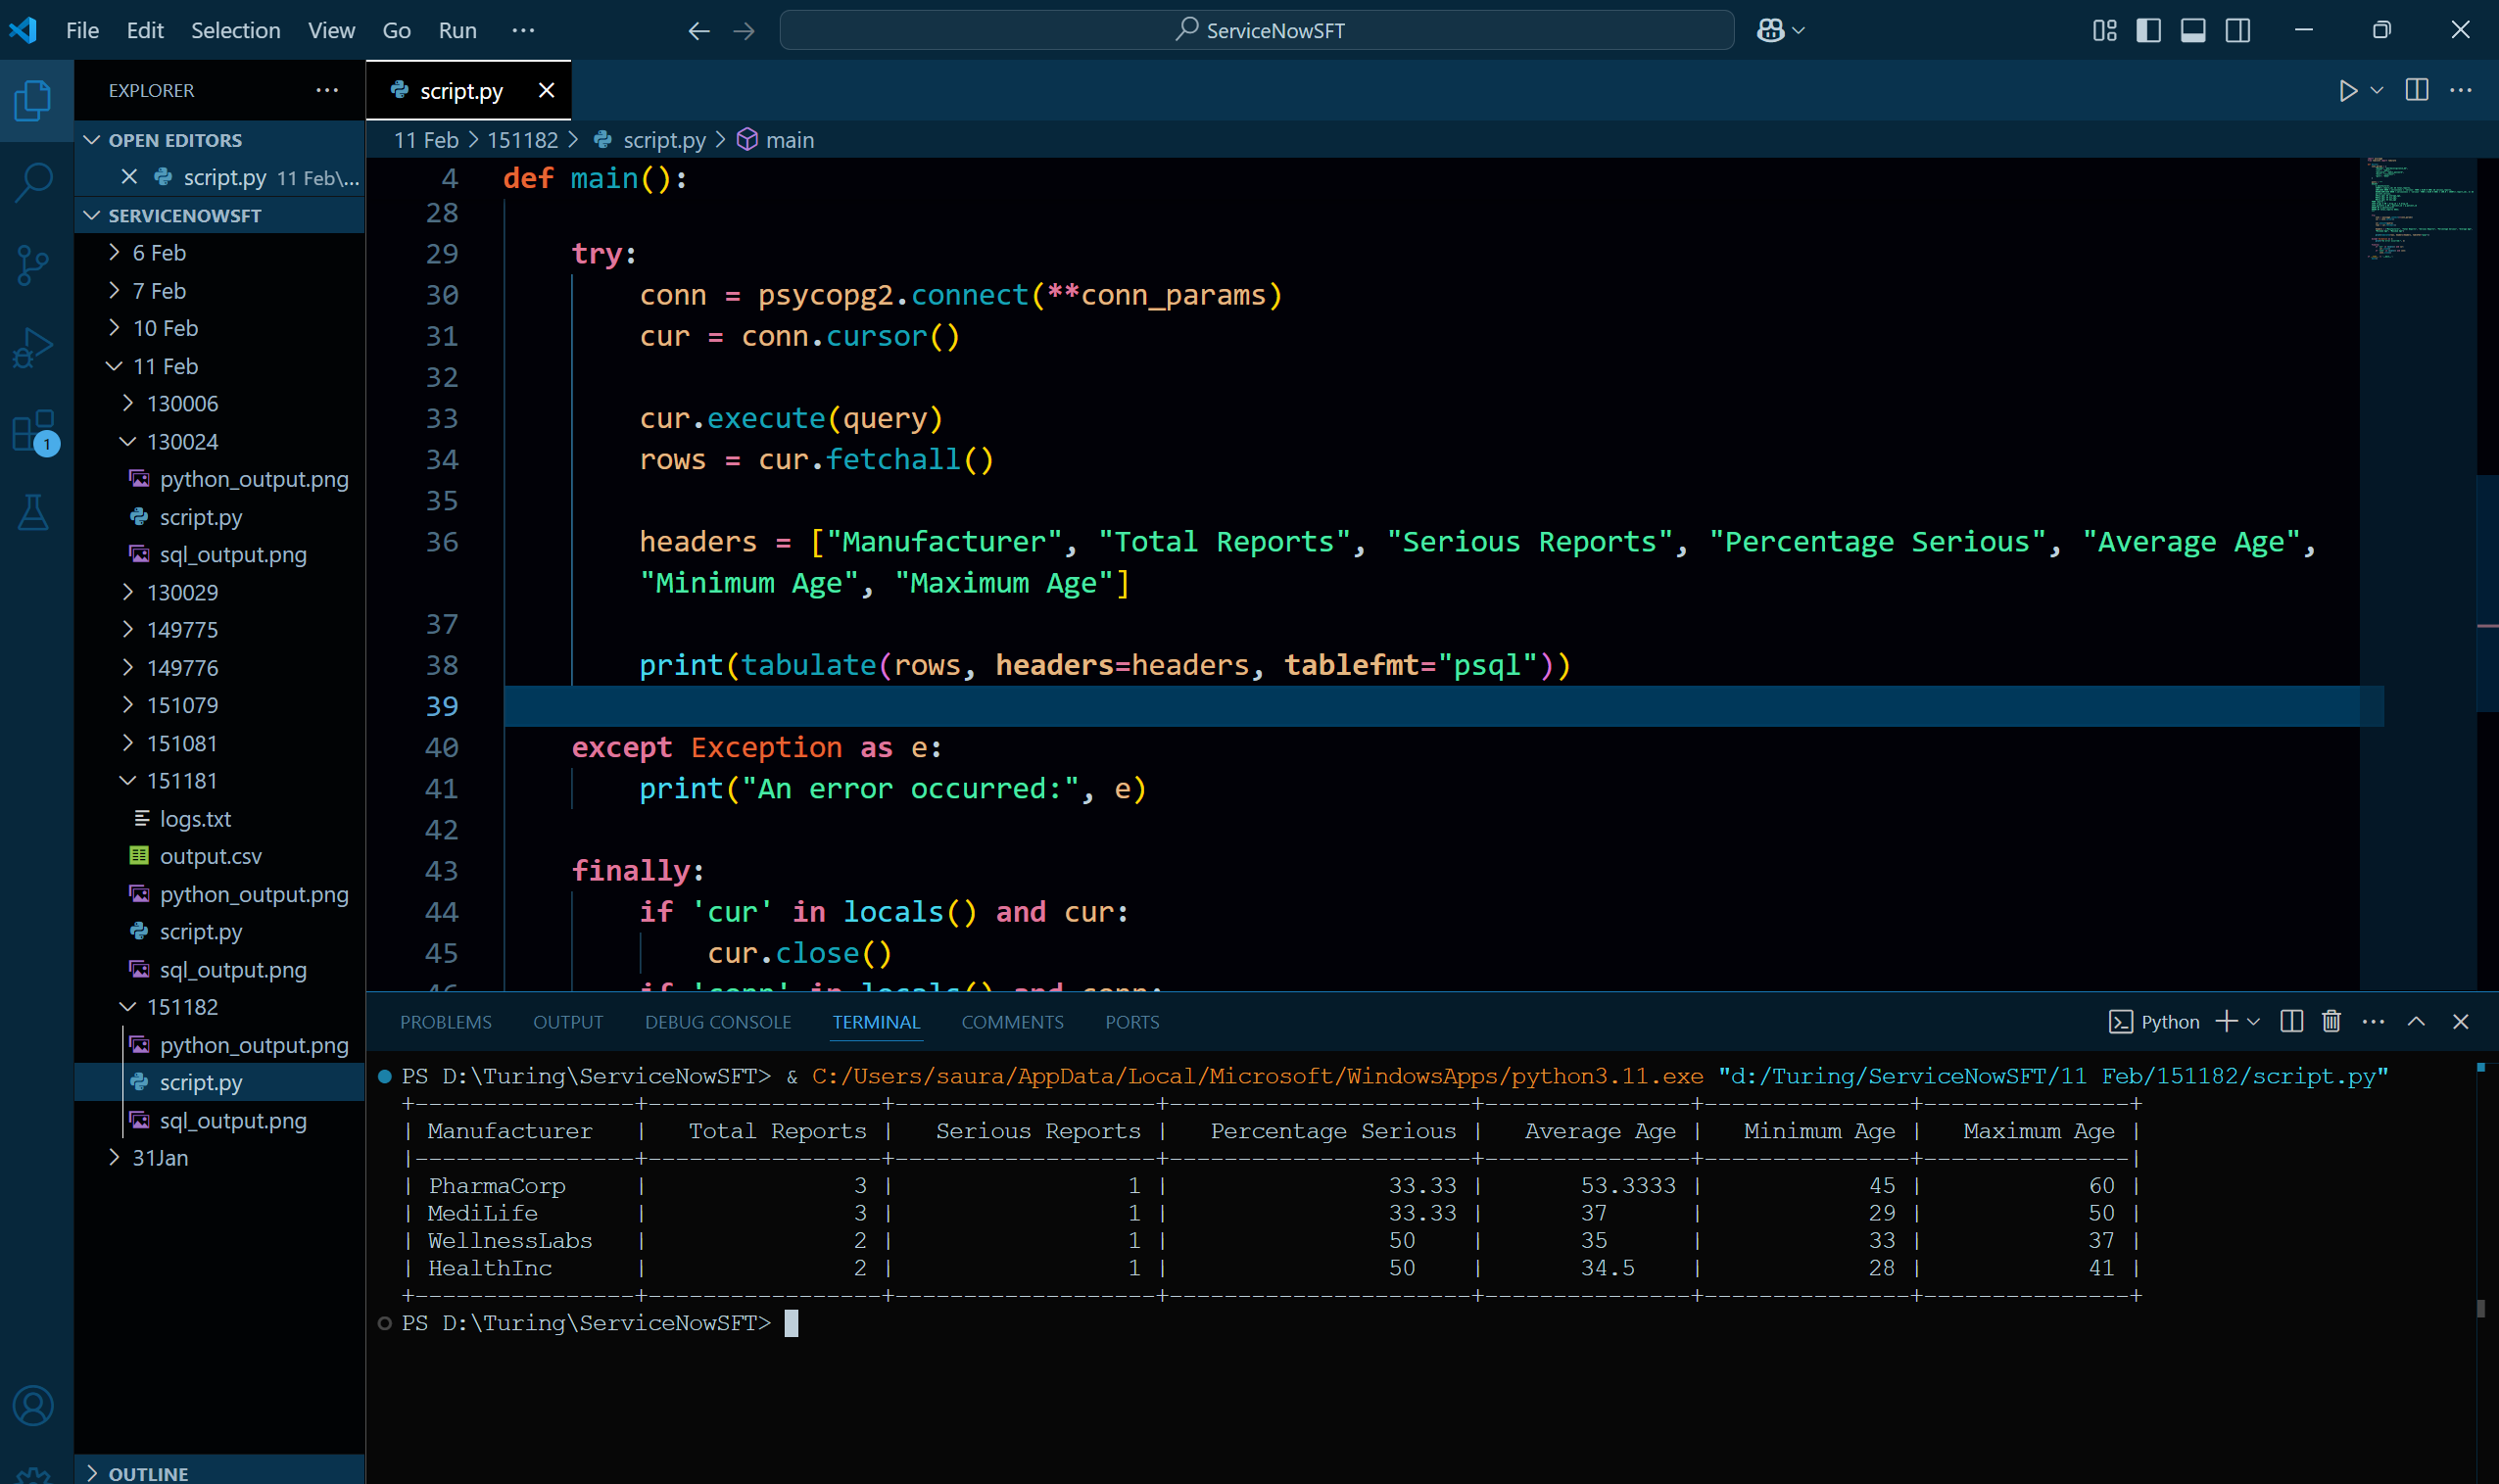 File Edit Selection View Go Run ···
ServiceNowSFT
EXPLORER ···
script.py
OPEN EDITORS
script.py 11 Feb\...
SERVICENOWSFT
6 Feb
7 Feb
10 Feb
11 Feb
130006
130024
python_output.png
script.py
sql_output.png
130029
149775
149776
151079
151081
151181
logs.txt
output.csv
python_output.png
script.py
sql_output.png
151182
python_output.png
script.py
sql_output.png
31Jan
OUTLINE
1
11 Feb > 151182 > script.py > main
4 def main():
28
29 try:
30 conn = psycopg2.connect(**conn_params)
31 cur = conn.cursor()
32
33 cur.execute(query)
34 rows = cur.fetchall()
35
36 headers = ["Manufacturer", "Total Reports", "Serious Reports", "Percentage Serious", "Average Age",
"Minimum Age", "Maximum Age"]
37
38 print(tabulate(rows, headers=headers, tablefmt="psql"))
39
40 except Exception as e:
41 print("An error occurred:", e)
42
43 finally:
44 if 'cur' in locals() and cur:
45 cur.close()
46 if 'conn' in locals() and conn:
PROBLEMS OUTPUT DEBUG CONSOLE TERMINAL COMMENTS PORTS
Python
PS D:\Turing\ServiceNowSFT> & C:/Users/saura/AppData/Local/Microsoft/WindowsApps/python3.11.exe "d:/Turing/ServiceNowSFT/11 Feb/151182/script.py"
+----------------+-----------------+-------------------+----------------------+---------------+---------------+---------------+
| Manufacturer   |   Total Reports |   Serious Reports |   Percentage Serious |   Average Age |   Minimum Age |   Maximum Age |
|----------------+-----------------+-------------------+----------------------+---------------+---------------+---------------|
| PharmaCorp     |               3 |                 1 |                33.33 |       53.3333 |            45 |            60 |
| MediLife       |               3 |                 1 |                33.33 |       37      |            29 |            50 |
| WellnessLabs   |               2 |                 1 |                50    |       35      |            33 |            37 |
| HealthInc      |               2 |                 1 |                50    |       34.5    |            28 |            41 |
+----------------+-----------------+-------------------+----------------------+---------------+---------------+---------------+
PS D:\Turing\ServiceNowSFT>